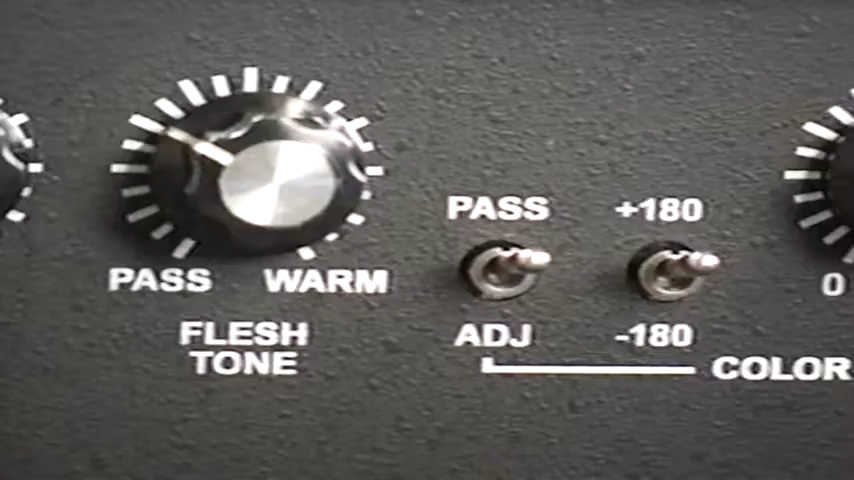 PASS +180
PASS WARM 0
FLESH ADJ -180
TONE COLOR